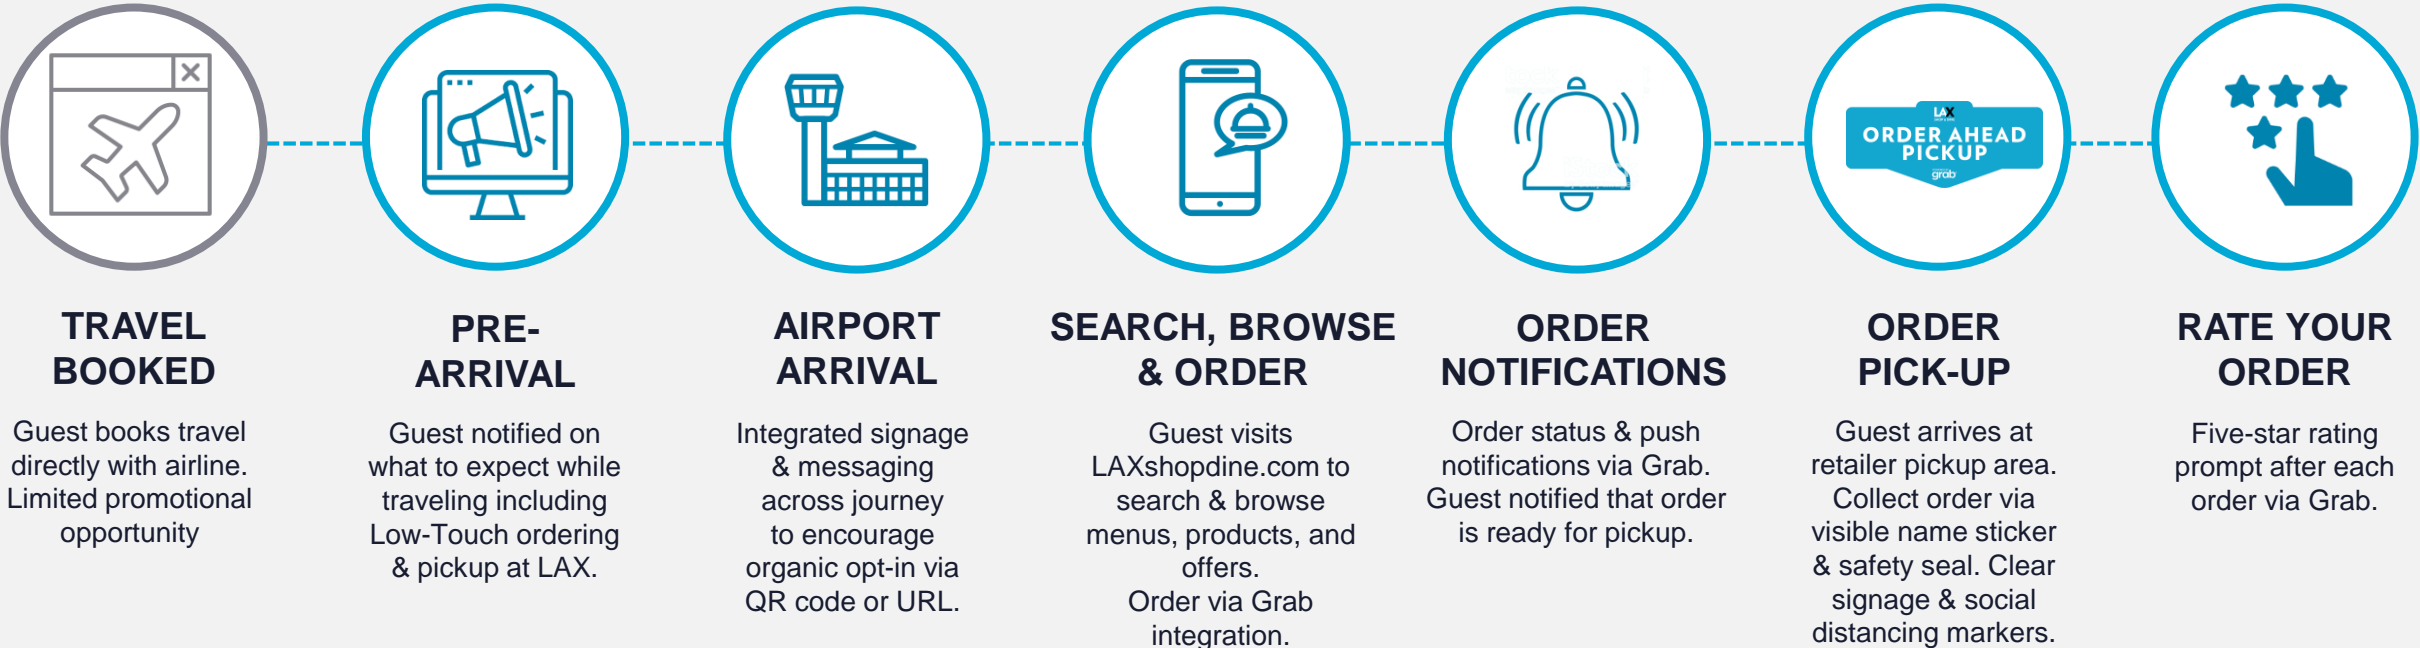 LAX
ORDER AHEAD
PICKUP
grab
TRAVEL
BOOKED
Guest books travel
directly with airline.
Limited promotional
opportunity
PRE-
ARRIVAL
Guest notified on
what to expect while
traveling including
Low-Touch ordering
& pickup at LAX.
AIRPORT
ARRIVAL
Integrated signage
& messaging
across journey
to encourage
organic opt-in via
QR code or URL.
SEARCH, BROWSE
& ORDER
Guest visits
LAXshopdine.com to
search & browse
menus, products, and
offers.
Order via Grab
integration.
ORDER
NOTIFICATIONS
Order status & push
notifications via Grab.
Guest notified that order
is ready for pickup.
ORDER
PICK-UP
Guest arrives at
retailer pickup area.
Collect order via
visible name sticker
& safety seal. Clear
signage & social
distancing markers.
RATE YOUR
ORDER
Five-star rating
prompt after each
order via Grab.